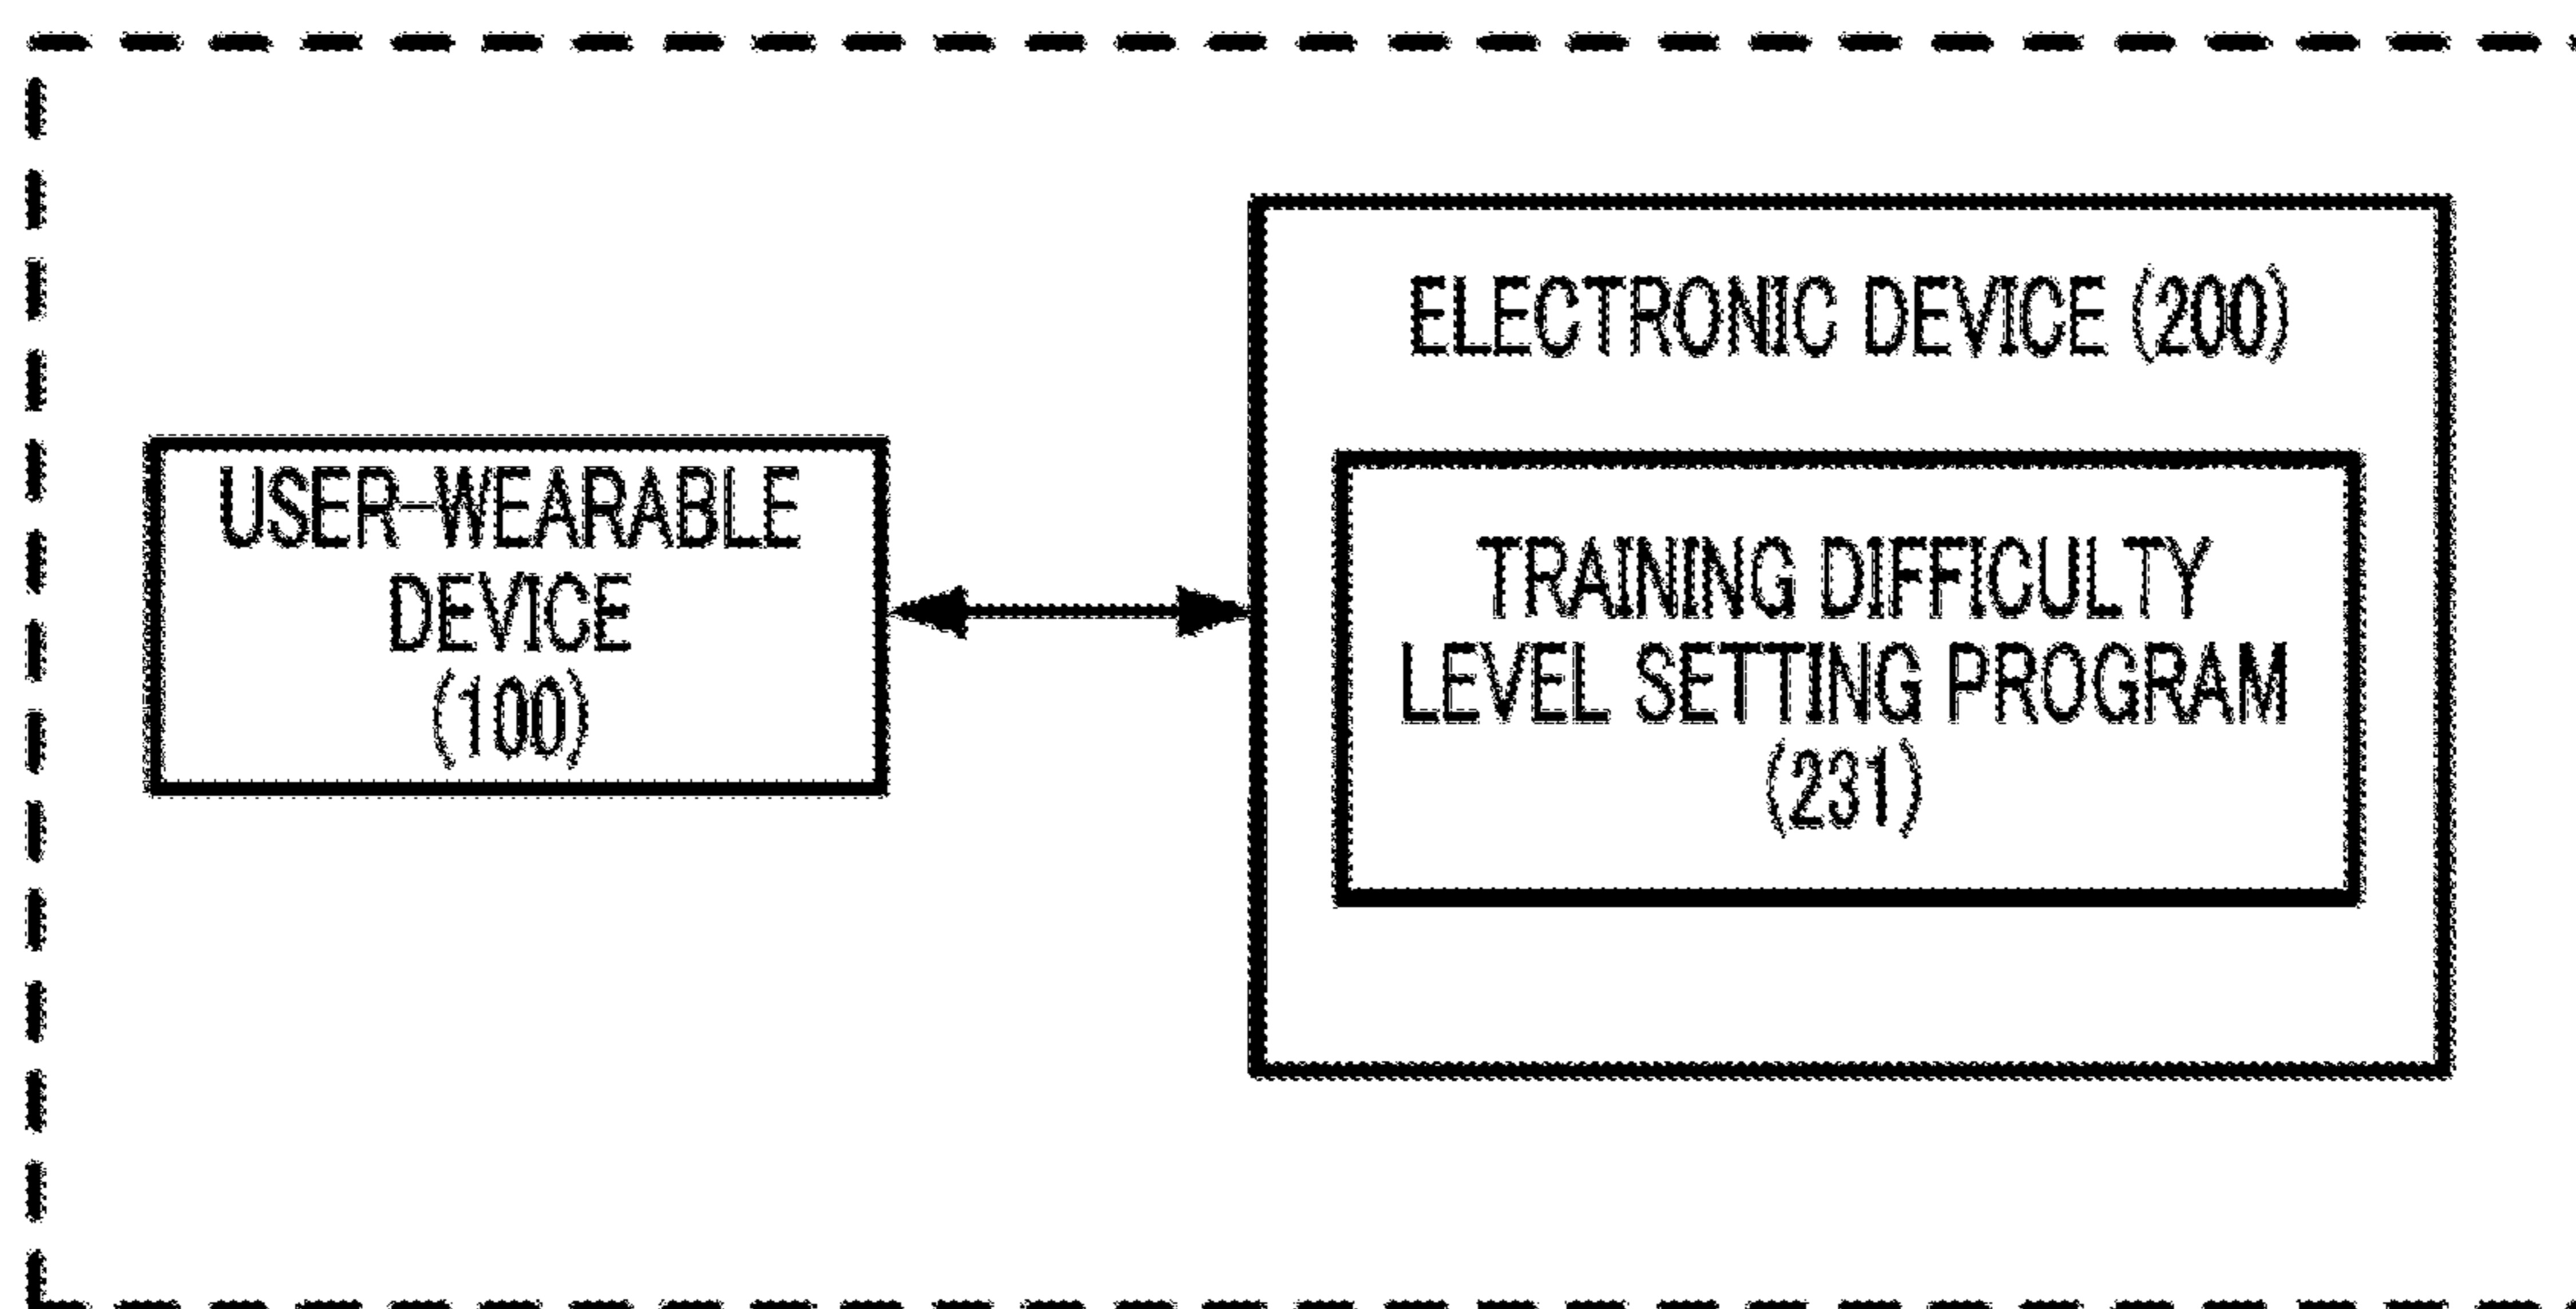 USER-WEARABLE
DEVICE
(100)
ELECTRONIC DEVICE (200)
TRAINING DIFFICULTY
LEVEL SETTING PROGRAM
(231)